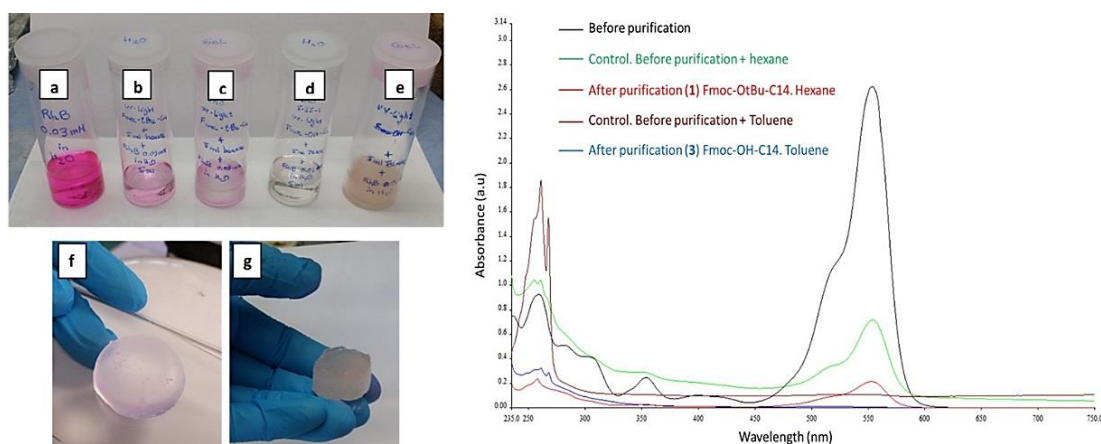 H₂O
GEL
H₂O
Gel
a
b
c
d
e
RhB
0.03 mM
in
H₂O
f
g
Before purification
Control. Before purification + hexane
After purification (1) Fmoc-OtBu-C14. Hexane
Control. Before purification + Toluene
After purification (3) Fmoc-OH-C14. Toluene
Absorbance (a.u)
3.14
3.0
2.8
2.6
2.4
2.2
2.0
1.8
1.6
1.4
1.2
1.0
0.8
0.6
0.4
0.2
0.00
235.0 250 300 350 400 450 500 550 600 650 700 750.0
Wavelength (nm)